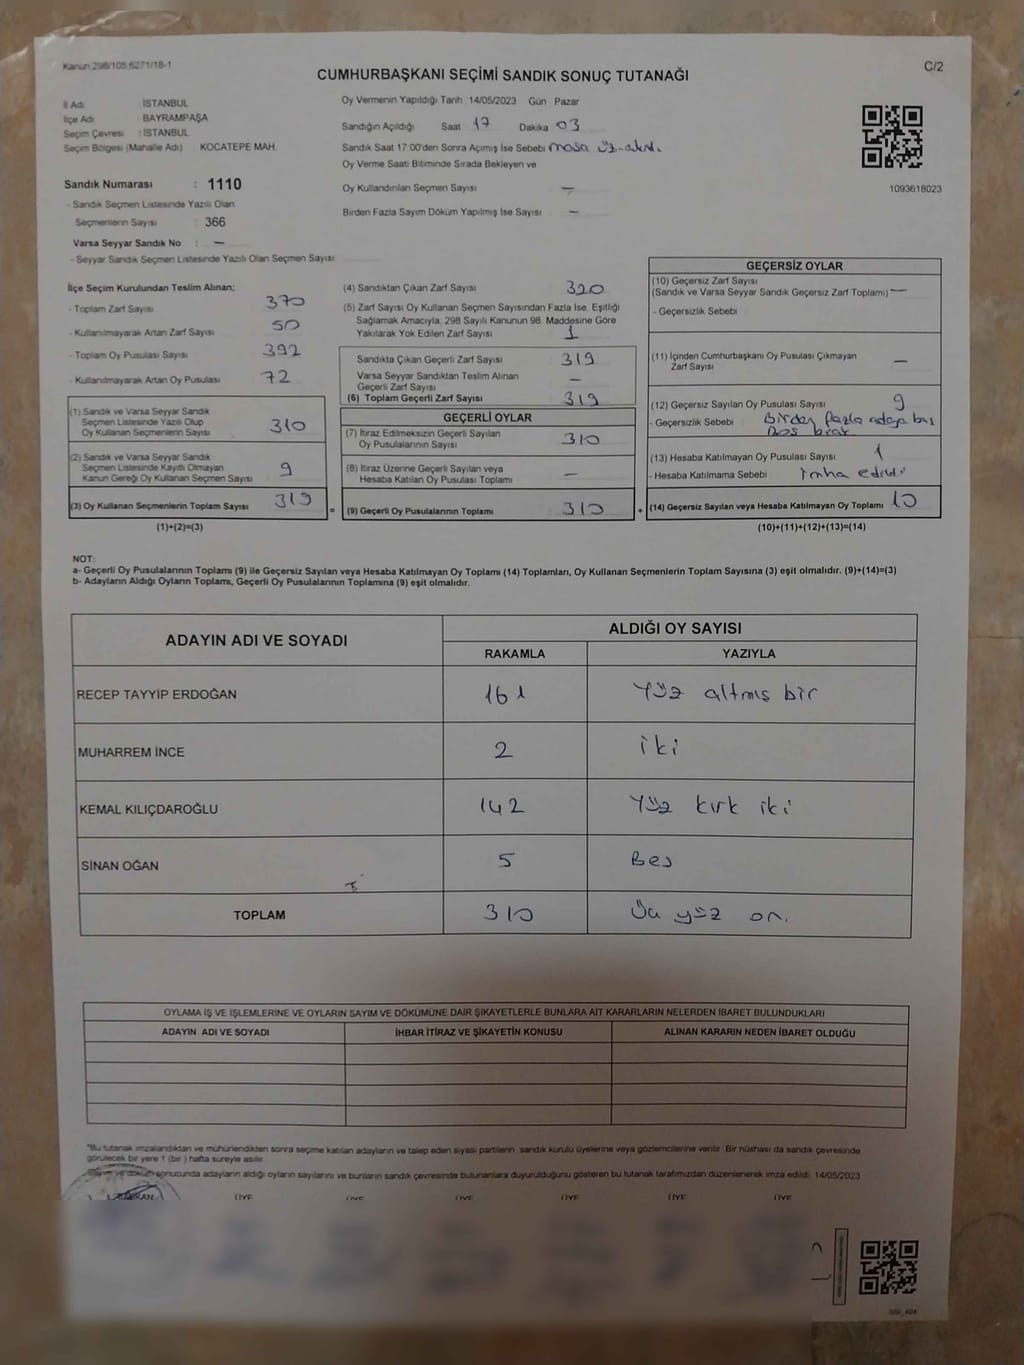 Kanun 298/105;6271/18-1
C/2
CUMHURBAŞKANI SEÇİMİ SANDIK SONUÇ TUTANAĞI
İl Adı İSTANBUL
İlçe Adı BAYRAMPAŞA
Seçim Çevresi : İSTANBUL
Seçim Bölgesi (Mahalle Adı) KOCATEPE MAH.
Sandık Numarası : 1110
- Sandık Seçmen Listesinde Yazılı Olan
Seçmenlerin Sayısı 366
Varsa Seyyar Sandık No : —
- Seyyar Sandık Seçmen Listesinde Yazılı Olan Seçmen Sayısı
Oy Vermenin Yapıldığı Tarih 14/05/2023 Gün Pazar
Sandığın Açıldığı Saat 17 Dakika 03
Sandık Saat 17:00'den Sonra Açımış İse Sebebi masa
Oy Verme Saati Bitiminde Sırada Bekleyen ve
Oy Kullandırılan Seçmen Sayısı —
Birden Fazla Sayım Döküm Yapılmış İse Sayısı —
1093618023
İlçe Seçim Kurulundan Teslim Alınan;
- Toplam Zarf Sayısı 370
- Kullanılmayarak Artan Zarf Sayısı 50
- Toplam Oy Pusulası Sayısı 392
- Kullanılmayarak Artan Oy Pusulası 72
(1) Sandık ve Varsa Seyyar Sandık
Seçmen Listesinde Yazılı Olup
Oy Kullanan Seçmenlerin Sayısı 310
(2) Sandık ve Varsa Seyyar Sandık
Seçmen Listesinde Kayıtlı Olmayan
Kanun Gereği Oy Kullanan Seçmen Sayısı 9
(3) Oy Kullanan Seçmenlerin Toplam Sayısı 319
(1)+(2)=(3)
(4) Sandıktan Çıkan Zarf Sayısı 320
(5) Zarf Sayısı Oy Kullanan Seçmen Sayısından Fazla İse, Eşitliği
Sağlamak Amacıyla, 298 Sayılı Kanunun 98. Maddesine Göre
Yakılarak Yok Edilen Zarf Sayısı 1
Sandıkta Çıkan Geçerli Zarf Sayısı 319
Varsa Seyyar Sandıktan Teslim Alınan
Geçerli Zarf Sayısı —
(6) Toplam Geçerli Zarf Sayısı 319
GEÇERLİ OYLAR
(7) İtiraz Edilmeksizin Geçerli Sayılan
Oy Pusulalarının Sayısı 310
(8) İtiraz Üzerine Geçerli Sayılan veya
Hesaba Katılan Oy Pusulası Toplamı —
=
(9) Geçerli Oy Pusulalarının Toplamı 310
+
GEÇERSİZ OYLAR
(10) Geçersiz Zarf Sayısı
(Sandık ve Varsa Seyyar Sandık Geçersiz Zarf Toplamı) —
- Geçersizlik Sebebi
(11) İçinden Cumhurbaşkanı Oy Pusulası Çıkmayan
Zarf Sayısı —
(12) Geçersiz Sayılan Oy Pusulası Sayısı 9
- Geçersizlik Sebebi Birden fazla adaya bas
boş bırak
(13) Hesaba Katılmayan Oy Pusulası Sayısı 1
- Hesaba Katılmama Sebebi imha edildi
(14) Geçersiz Sayılan veya Hesaba Katılmayan Oy Toplamı 10
(10)+(11)+(12)+(13)=(14)
NOT:
a- Geçerli Oy Pusulalarının Toplamı (9) ile Geçersiz Sayılan veya Hesaba Katılmayan Oy Toplamı (14) Toplamları, Oy Kullanan Seçmenlerin Toplam Sayısına (3) eşit olmalıdır. (9)+(14)=(3)
b- Adayların Aldığı Oyların Toplamı, Geçerli Oy Pusulalarının Toplamına (9) eşit olmalıdır.
ADAYIN ADI VE SOYADI
ALDIĞI OY SAYISI
RAKAMLA YAZIYLA
RECEP TAYYİP ERDOĞAN 161 Yüz altmış bir
MUHARREM İNCE 2 iki
KEMAL KILIÇDAROĞLU 142 Yüz kırk iki
SİNAN OĞAN 5 Beş
TOPLAM 310 Üç yüz on.
OYLAMA İŞ VE İŞLEMLERİNE VE OYLARIN SAYIM VE DÖKÜMÜNE DAİR ŞİKAYETLERLE BUNLARA AİT KARARLARIN NELERDEN İBARET BULUNDUKLARI
ADAYIN ADI VE SOYADI İHBAR İTİRAZ VE ŞİKAYETİN KONUSU ALINAN KARARIN NEDEN İBARET OLDUĞU
*Bu tutanak imzalandıktan ve mühürlendikten sonra seçime katılan adayların ve talep eden siyasi partilerin sandık kurulu üyelerine veya gözlemcilerine verilir. Bir nüshası da sandık çevresinde
görülecek bir yere 1 (bir) hafta süreyle asılır.
sonucunda adayların aldığı oyların sayılarını ve bunların sandık çevresinde bulunanlara duyurulduğunu gösteren bu tutanak tarafımızdan düzenlenerek imza edildi. 14/05/2023
ÜYE ÜYE ÜYE ÜYE ÜYE ÜYE